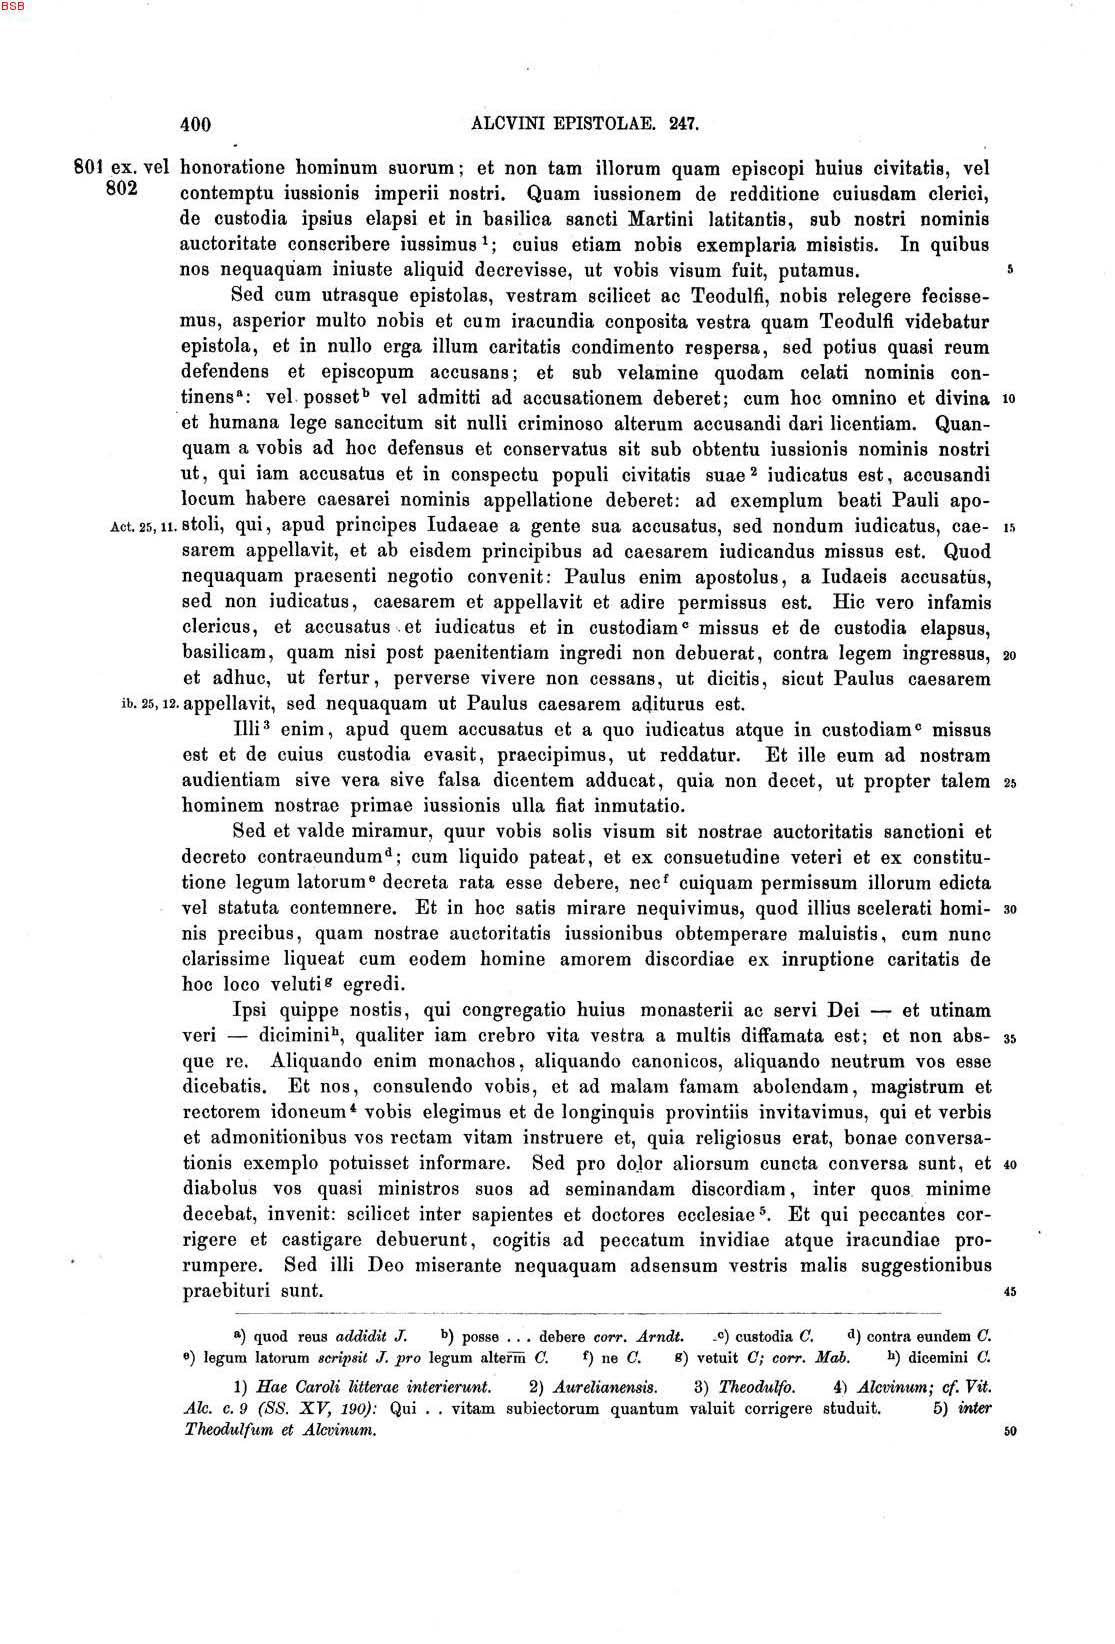 BSB
400 ALCVINI EPISTOLAE. 247.
801 ex. vel honoratione hominum suorum; et non tam illorum quam episcopi huius civitatis, vel
802 contemptu iussionis imperii nostri. Quam iussionem de redditione cuiusdam clerici,
de custodia ipsius elapsi et in basilica sancti Martini latitantis, sub nostri nominis
auctoritate conscribere iussimus¹; cuius etiam nobis exemplaria misistis. In quibus
nos nequaquam iniuste aliquid decrevisse, ut vobis visum fuit, putamus. 5
Sed cum utrasque epistolas, vestram scilicet ac Teodulfi, nobis relegere fecisse-
mus, asperior multo nobis et cum iracundia conposita vestra quam Teodulfi videbatur
epistola, et in nullo erga illum caritatis condimento respersa, sed potius quasi reum
defendens et episcopum accusans; et sub velamine quodam celati nominis con-
tinensᵃ: vel possetᵇ vel admitti ad accusationem deberet; cum hoc omnino et divina 10
et humana lege sanccitum sit nulli criminoso alterum accusandi dari licentiam. Quan-
quam a vobis ad hoc defensus et conservatus sit sub obtentu iussionis nominis nostri
ut, qui iam accusatus et in conspectu populi civitatis suae² iudicatus est, accusandi
locum habere caesarei nominis appellatione deberet: ad exemplum beati Pauli apo-
Act. 25, 11. stoli, qui, apud principes Iudaeae a gente sua accusatus, sed nondum iudicatus, cae- 15
sarem appellavit, et ab eisdem principibus ad caesarem iudicandus missus est. Quod
nequaquam praesenti negotio convenit: Paulus enim apostolus, a Iudaeis accusatus,
sed non iudicatus, caesarem et appellavit et adire permissus est. Hic vero infamis
clericus, et accusatus et iudicatus et in custodiamᶜ missus et de custodia elapsus,
basilicam, quam nisi post paenitentiam ingredi non debuerat, contra legem ingressus, 20
et adhuc, ut fertur, perverse vivere non cessans, ut dicitis, sicut Paulus caesarem
ib. 25, 12. appellavit, sed nequaquam ut Paulus caesarem aditurus est.
Illi³ enim, apud quem accusatus et a quo iudicatus atque in custodiamᶜ missus
est et de cuius custodia evasit, praecipimus, ut reddatur. Et ille eum ad nostram
audientiam sive vera sive falsa dicentem adducat, quia non decet, ut propter talem 25
hominem nostrae primae iussionis ulla fiat inmutatio.
Sed et valde miramur, quur vobis solis visum sit nostrae auctoritatis sanctioni et
decreto contraeundumᵈ; cum liquido pateat, et ex consuetudine veteri et ex constitu-
tione legum latorumᵉ decreta rata esse debere, necᶠ cuiquam permissum illorum edicta
vel statuta contemnere. Et in hoc satis mirare nequivimus, quod illius scelerati homi- 30
nis precibus, quam nostrae auctoritatis iussionibus obtemperare maluistis, cum nunc
clarissime liqueat cum eodem homine amorem discordiae ex inruptione caritatis de
hoc loco velutiᵍ egredi.
Ipsi quippe nostis, qui congregatio huius monasterii ac servi Dei — et utinam
veri — diciminiʰ, qualiter iam crebro vita vestra a multis diffamata est; et non abs- 35
que re. Aliquando enim monachos, aliquando canonicos, aliquando neutrum vos esse
dicebatis. Et nos, consulendo vobis, et ad malam famam abolendam, magistrum et
rectorem idoneum⁴ vobis elegimus et de longinquis provintiis invitavimus, qui et verbis
et admonitionibus vos rectam vitam instruere et, quia religiosus erat, bonae conversa-
tionis exemplo potuisset informare. Sed pro dolor aliorsum cuncta conversa sunt, et 40
diabolus vos quasi ministros suos ad seminandam discordiam, inter quos minime
decebat, invenit: scilicet inter sapientes et doctores ecclesiae⁵. Et qui peccantes cor-
rigere et castigare debuerunt, cogitis ad peccatum invidiae atque iracundiae pro-
rumpere. Sed illi Deo miserante nequaquam adsensum vestris malis suggestionibus
praebituri sunt. 45
ᵃ) quod reus addidit J. ᵇ) posse . . . debere corr. Arndt. ᶜ) custodia C. ᵈ) contra eundem C.
ᵉ) legum latorum scripsit J. pro legum alterm̅ C. ᶠ) ne C. ᵍ) vetuit C; corr. Mab. ʰ) dicemini C.
1) Hae Caroli litterae interierunt. 2) Aurelianensis. 3) Theodulfo. 4) Alcvinum; cf. Vit.
Alc. c. 9 (SS. XV, 190): Qui . . vitam subiectorum quantum valuit corrigere studuit. 5) inter
Theodulfum et Alcvinum. 50